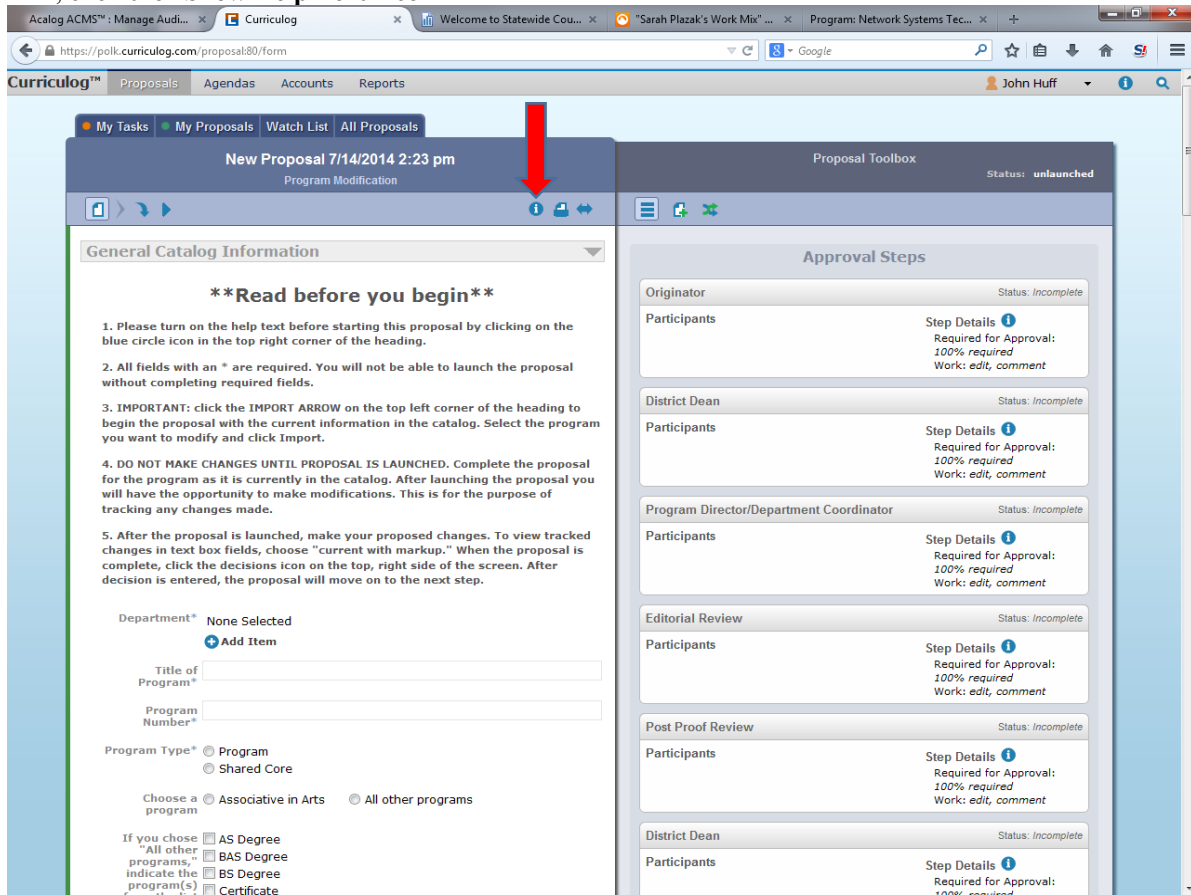 Acalog ACMS™ : Manage Audi...
Curriculog
Welcome to Statewide Cou...
"Sarah Plazak's Work Mix" ...
Program: Network Systems Tec...
https://polk.curriculog.com/proposal:80/form
Google
Curriculog™
Proposals
Agendas
Accounts
Reports
John Huff
My Tasks
My Proposals
Watch List
All Proposals
New Proposal 7/14/2014 2:23 pm
Program Modification
Proposal Toolbox
Status: unlaunched
General Catalog Information
**Read before you begin**
1. Please turn on the help text before starting this proposal by clicking on the
blue circle icon in the top right corner of the heading.
2. All fields with an * are required. You will not be able to launch the proposal
without completing required fields.
3. IMPORTANT: click the IMPORT ARROW on the top left corner of the heading to
begin the proposal with the current information in the catalog. Select the program
you want to modify and click Import.
4. DO NOT MAKE CHANGES UNTIL PROPOSAL IS LAUNCHED. Complete the proposal
for the program as it is currently in the catalog. After launching the proposal you
will have the opportunity to make modifications. This is for the purpose of
tracking any changes made.
5. After the proposal is launched, make your proposed changes. To view tracked
changes in text box fields, choose "current with markup." When the proposal is
complete, click the decisions icon on the top, right side of the screen. After
decision is entered, the proposal will move on to the next step.
Department* None Selected
Add Item
Title of
Program*
Program
Number*
Program Type* Program
Shared Core
Choose a
program
Associative in Arts
All other programs
If you chose
"All other
programs,"
indicate the
program(s)
AS Degree
BAS Degree
BS Degree
Certificate
Approval Steps
Originator
Status: Incomplete
Participants
Step Details
Required for Approval:
100% required
Work: edit, comment
District Dean
Status: Incomplete
Participants
Step Details
Required for Approval:
100% required
Work: edit, comment
Program Director/Department Coordinator
Status: Incomplete
Participants
Step Details
Required for Approval:
100% required
Work: edit, comment
Editorial Review
Status: Incomplete
Participants
Step Details
Required for Approval:
100% required
Work: edit, comment
Post Proof Review
Status: Incomplete
Participants
Step Details
Required for Approval:
100% required
Work: edit, comment
District Dean
Status: Incomplete
Participants
Step Details
Required for Approval:
100% required